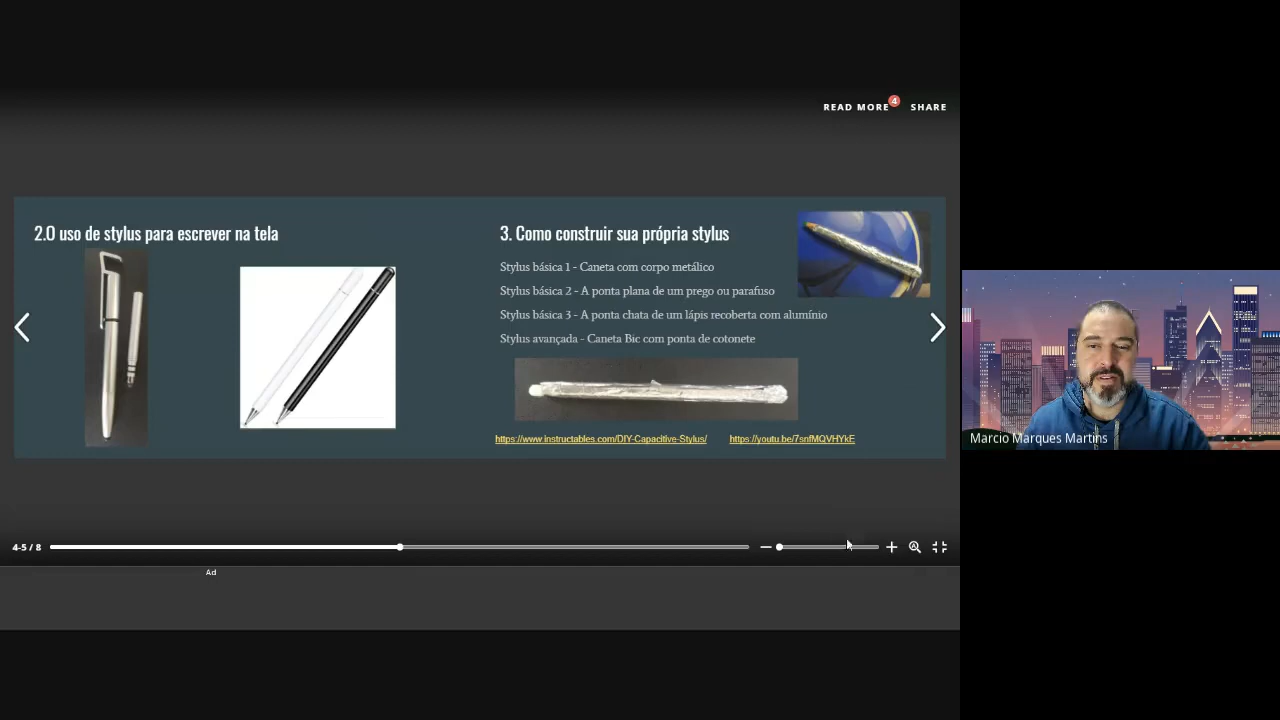 READ MORE 4 SHARE
2.O uso de stylus para escrever na tela
3. Como construir sua própria stylus
Stylus básica 1 - Caneta com corpo metálico
Stylus básica 2 - A ponta plana de um prego ou parafuso
Stylus básica 3 - A ponta chata de um lápis recoberta com alumínio
Stylus avançada - Caneta Bic com ponta de cotonete
https://www.instructables.com/DIY-Capacitive-Stylus/ https://youtu.be/7snfMQVHYkE
Marcio Marques Martins
4-5 / 8
Ad